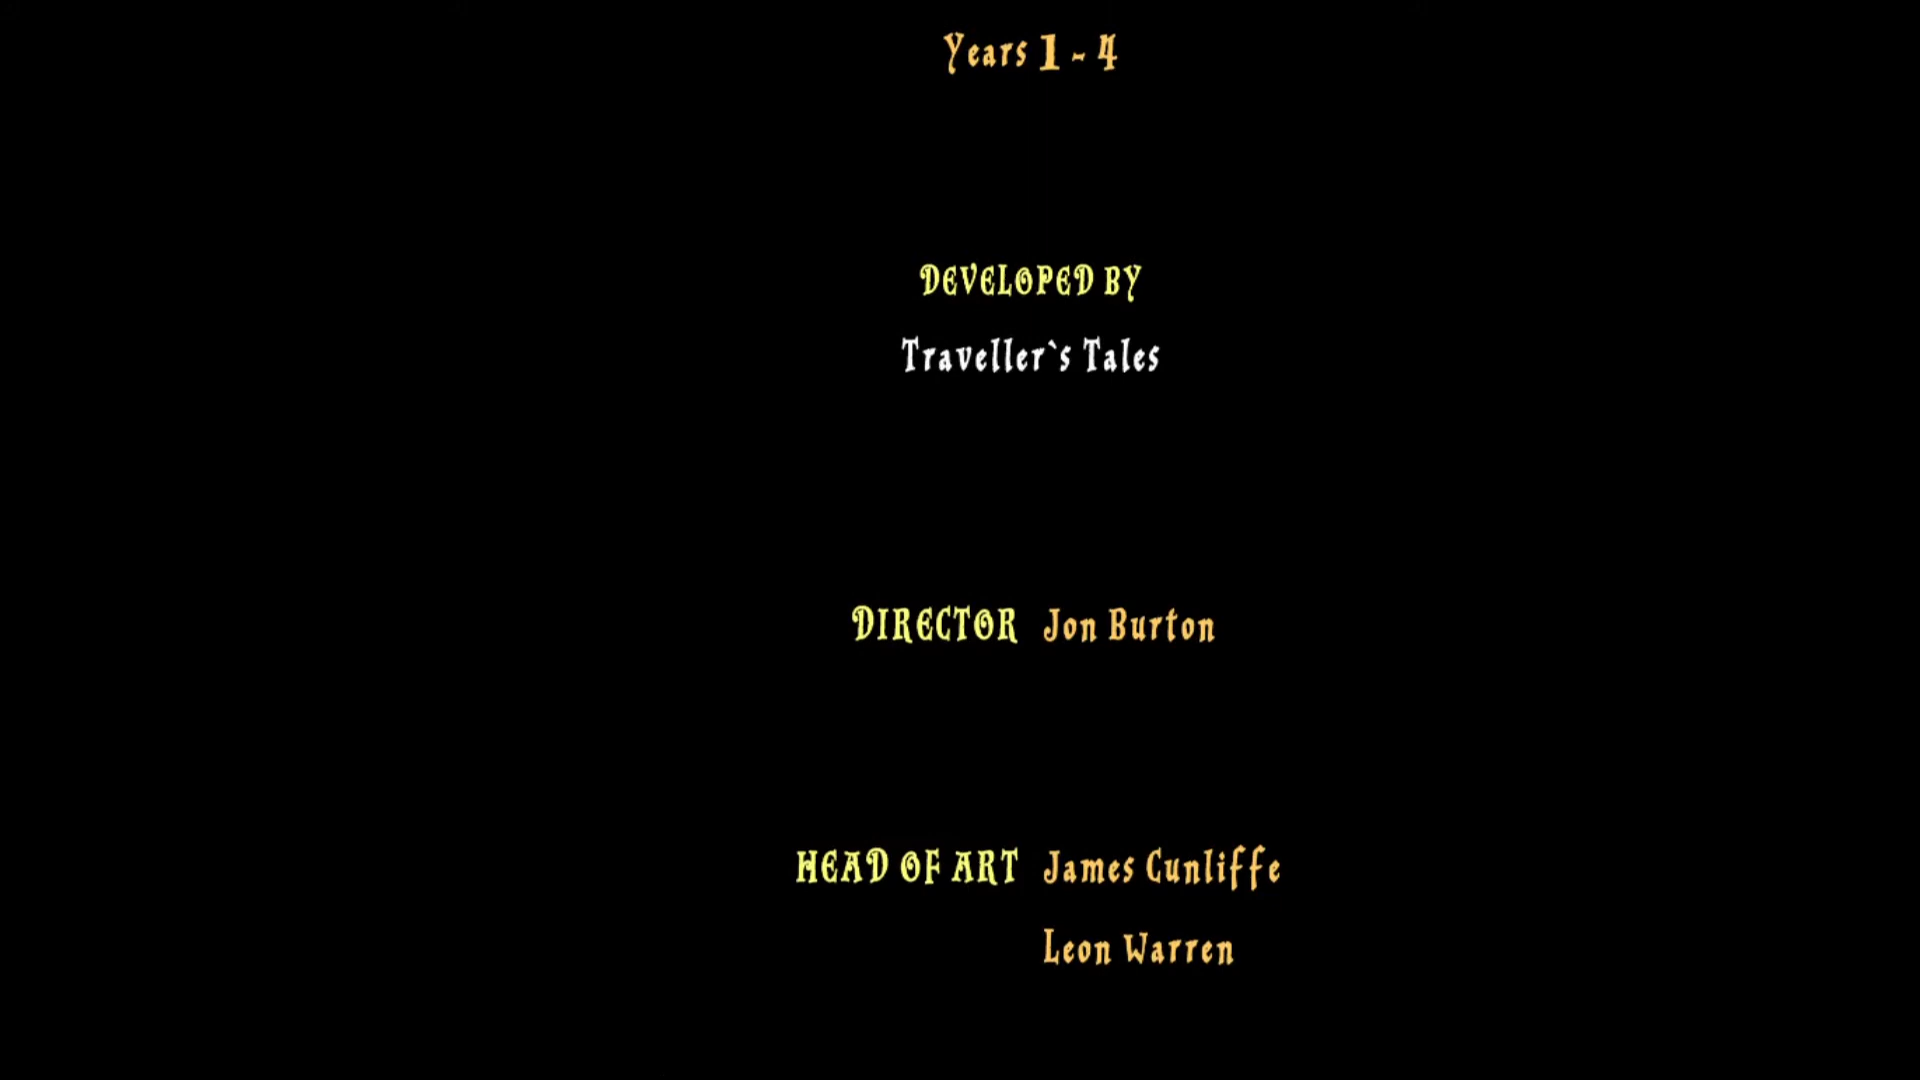 Years 1 - 4
DEVELOPED BY
Traveller`s Tales
DIRECTOR Jon Burton
HEAD OF ART James Cunliffe
Leon Warren